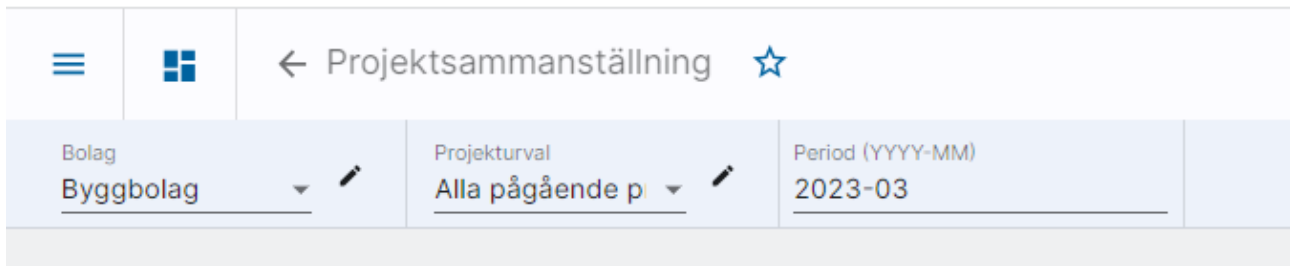 Projektsammanställning
Bolag
Byggbolag
Projekturval
Alla pågående p
Period (YYYY-MM)
2023-03